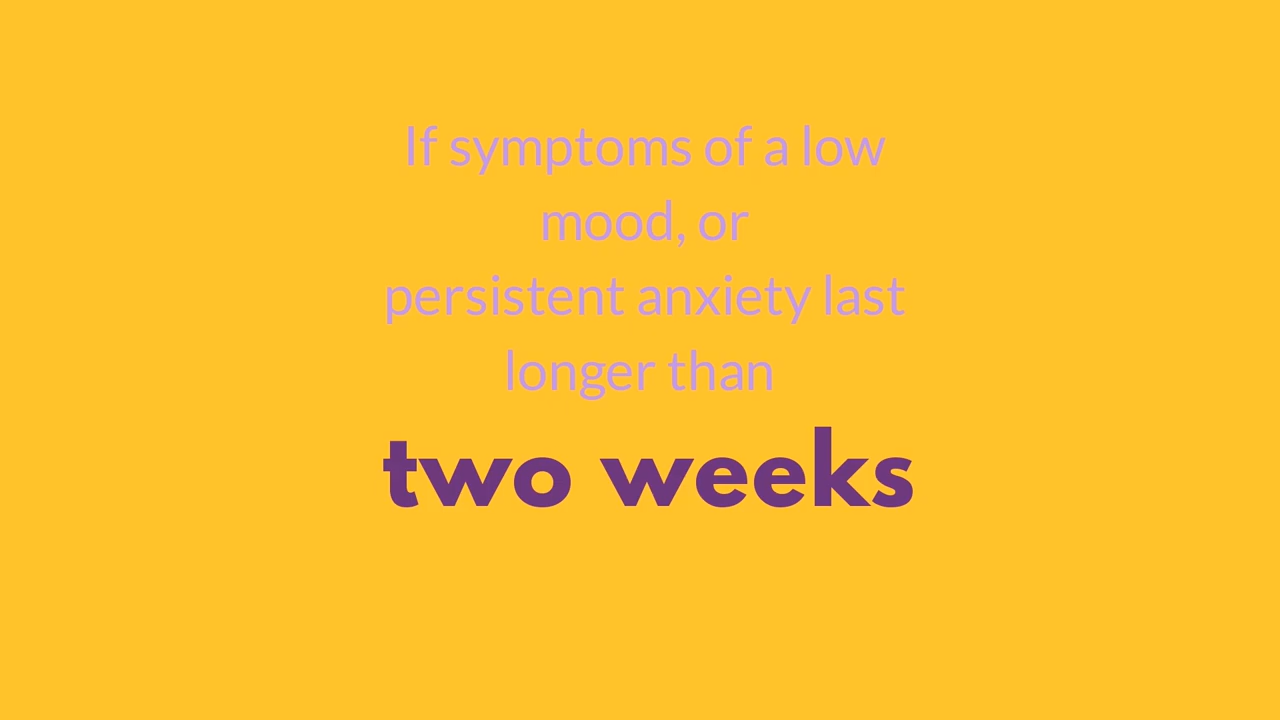 If symptoms of a low
mood, or
persistent anxiety last
longer than
two weeks